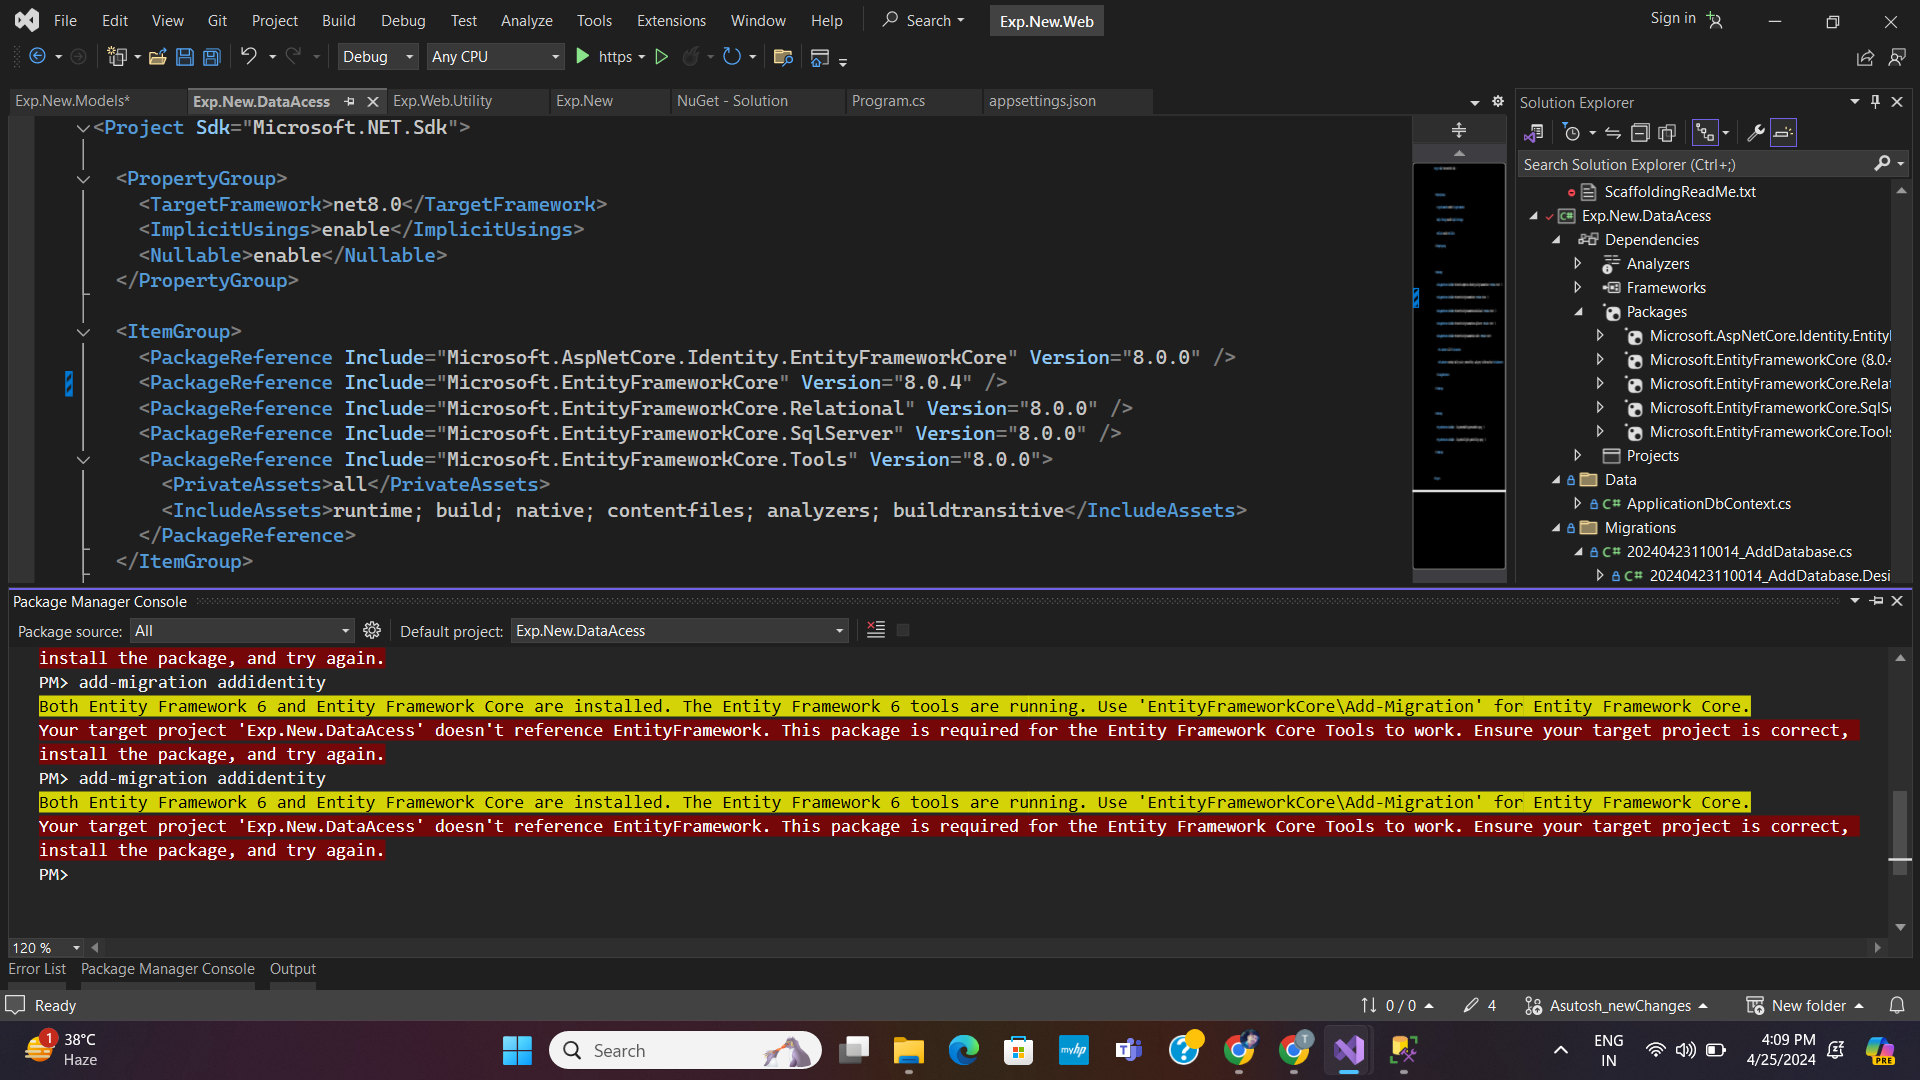 File Edit View Git Project Build Debug Test Analyze Tools Extensions Window Help Search Exp.New.Web Sign in
Debug Any CPU https
Exp.New.Models* Exp.New.DataAcess Exp.Web.Utility Exp.New NuGet - Solution Program.cs appsettings.json
<Project Sdk="Microsoft.NET.Sdk">
<PropertyGroup>
<TargetFramework>net8.0</TargetFramework>
<ImplicitUsings>enable</ImplicitUsings>
<Nullable>enable</Nullable>
</PropertyGroup>
<ItemGroup>
<PackageReference Include="Microsoft.AspNetCore.Identity.EntityFrameworkCore" Version="8.0.0" />
<PackageReference Include="Microsoft.EntityFrameworkCore" Version="8.0.4" />
<PackageReference Include="Microsoft.EntityFrameworkCore.Relational" Version="8.0.0" />
<PackageReference Include="Microsoft.EntityFrameworkCore.SqlServer" Version="8.0.0" />
<PackageReference Include="Microsoft.EntityFrameworkCore.Tools" Version="8.0.0">
<PrivateAssets>all</PrivateAssets>
<IncludeAssets>runtime; build; native; contentfiles; analyzers; buildtransitive</IncludeAssets>
</PackageReference>
</ItemGroup>
Solution Explorer
Search Solution Explorer (Ctrl+;)
ScaffoldingReadMe.txt
Exp.New.DataAcess
Dependencies
Analyzers
Frameworks
Packages
Microsoft.AspNetCore.Identity.Entityl
Microsoft.EntityFrameworkCore (8.0.4
Microsoft.EntityFrameworkCore.Relat
Microsoft.EntityFrameworkCore.SqlSe
Microsoft.EntityFrameworkCore.Tools
Projects
Data
C# ApplicationDbContext.cs
Migrations
C# 20240423110014_AddDatabase.cs
C# 20240423110014_AddDatabase.Desi
Package Manager Console
Package source: All Default project: Exp.New.DataAcess
install the package, and try again.
PM> add-migration addidentity
Both Entity Framework 6 and Entity Framework Core are installed. The Entity Framework 6 tools are running. Use 'EntityFrameworkCore\Add-Migration' for Entity Framework Core.
Your target project 'Exp.New.DataAcess' doesn't reference EntityFramework. This package is required for the Entity Framework Core Tools to work. Ensure your target project is correct,
install the package, and try again.
PM> add-migration addidentity
Both Entity Framework 6 and Entity Framework Core are installed. The Entity Framework 6 tools are running. Use 'EntityFrameworkCore\Add-Migration' for Entity Framework Core.
Your target project 'Exp.New.DataAcess' doesn't reference EntityFramework. This package is required for the Entity Framework Core Tools to work. Ensure your target project is correct,
install the package, and try again.
PM>
120 %
Error List Package Manager Console Output
Ready 0 / 0 4 Asutosh_newChanges New folder
1 38°C
Haze
Search
myhp
T
ENG
IN
4:09 PM
4/25/2024
PRE